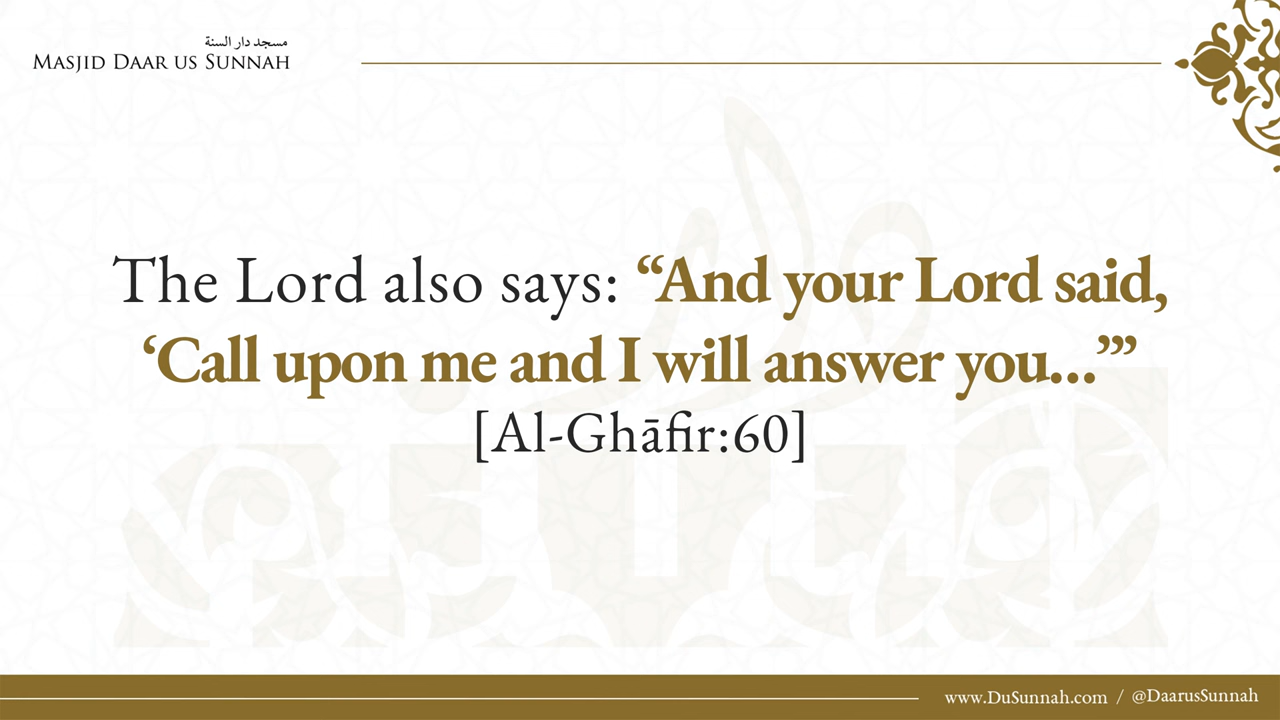 مسجد دار السنة
MASJID DAAR US SUNNAH
The Lord also says: “And your Lord said,
‘Call upon me and I will answer you...’”
[Al-Ghāfir:60]
www.DuSunnah.com / @DaarusSunnah